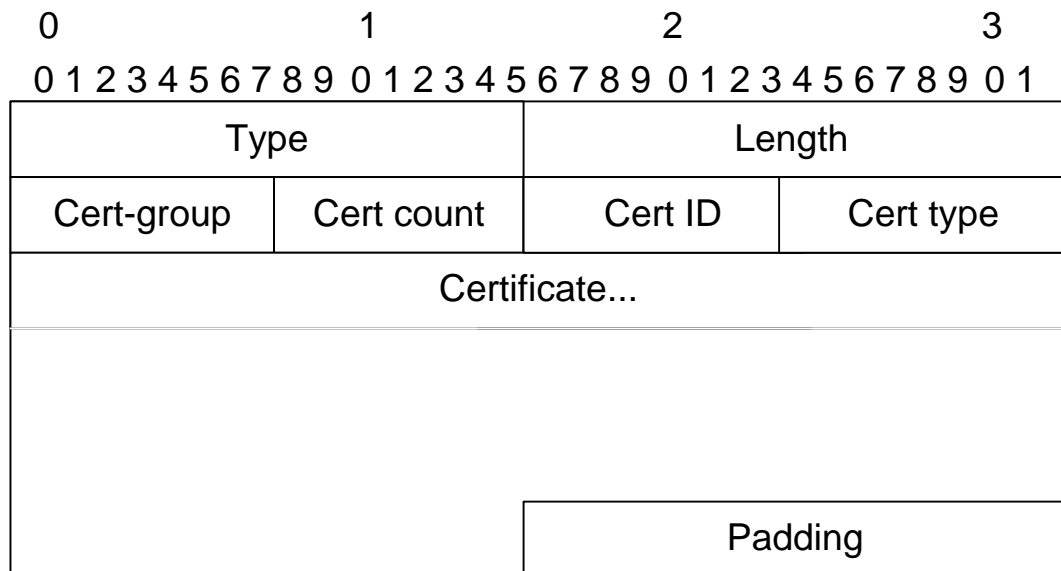 0 1 2 3
0 1 2 3 4 5 6 7 8 9 0 1 2 3 4 5 6 7 8 9 0 1 2 3 4 5 6 7 8 9 0 1
Type Length
Cert-group Cert count Cert ID Cert type
Certificate...
Padding